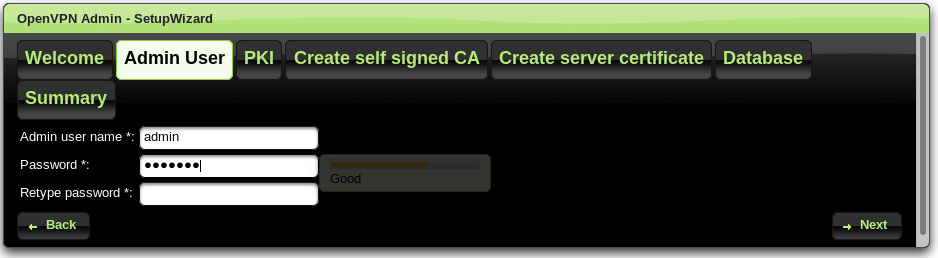 OpenVPN Admin - SetupWizard
Welcome Admin User PKI Create self signed CA Create server certificate Database
Summary
Admin user name *: admin
Password *: ●●●●●●●
Good
Retype password *:
Back Next